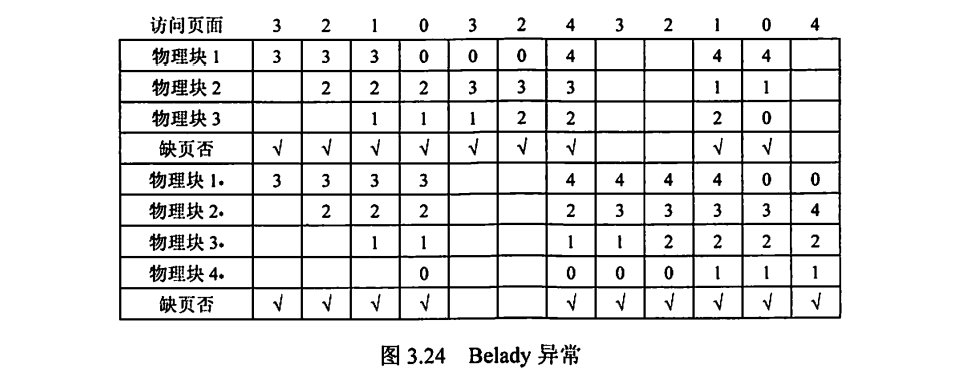 访问页面 3 2 1 0 3 2 4 3 2 1 0 4
物理块 1 3 3 3 0 0 0 4 4 4
物理块 2 2 2 2 3 3 3 1 1
物理块 3 1 1 1 2 2 2 0
缺页否 √ √ √ √ √ √ √ √ √
物理块 1• 3 3 3 3 4 4 4 4 0 0
物理块 2• 2 2 2 2 3 3 3 3 4
物理块 3• 1 1 1 1 2 2 2 2
物理块 4• 0 0 0 0 1 1 1
缺页否 √ √ √ √ √ √ √ √ √ √
图 3.24 Belady 异常